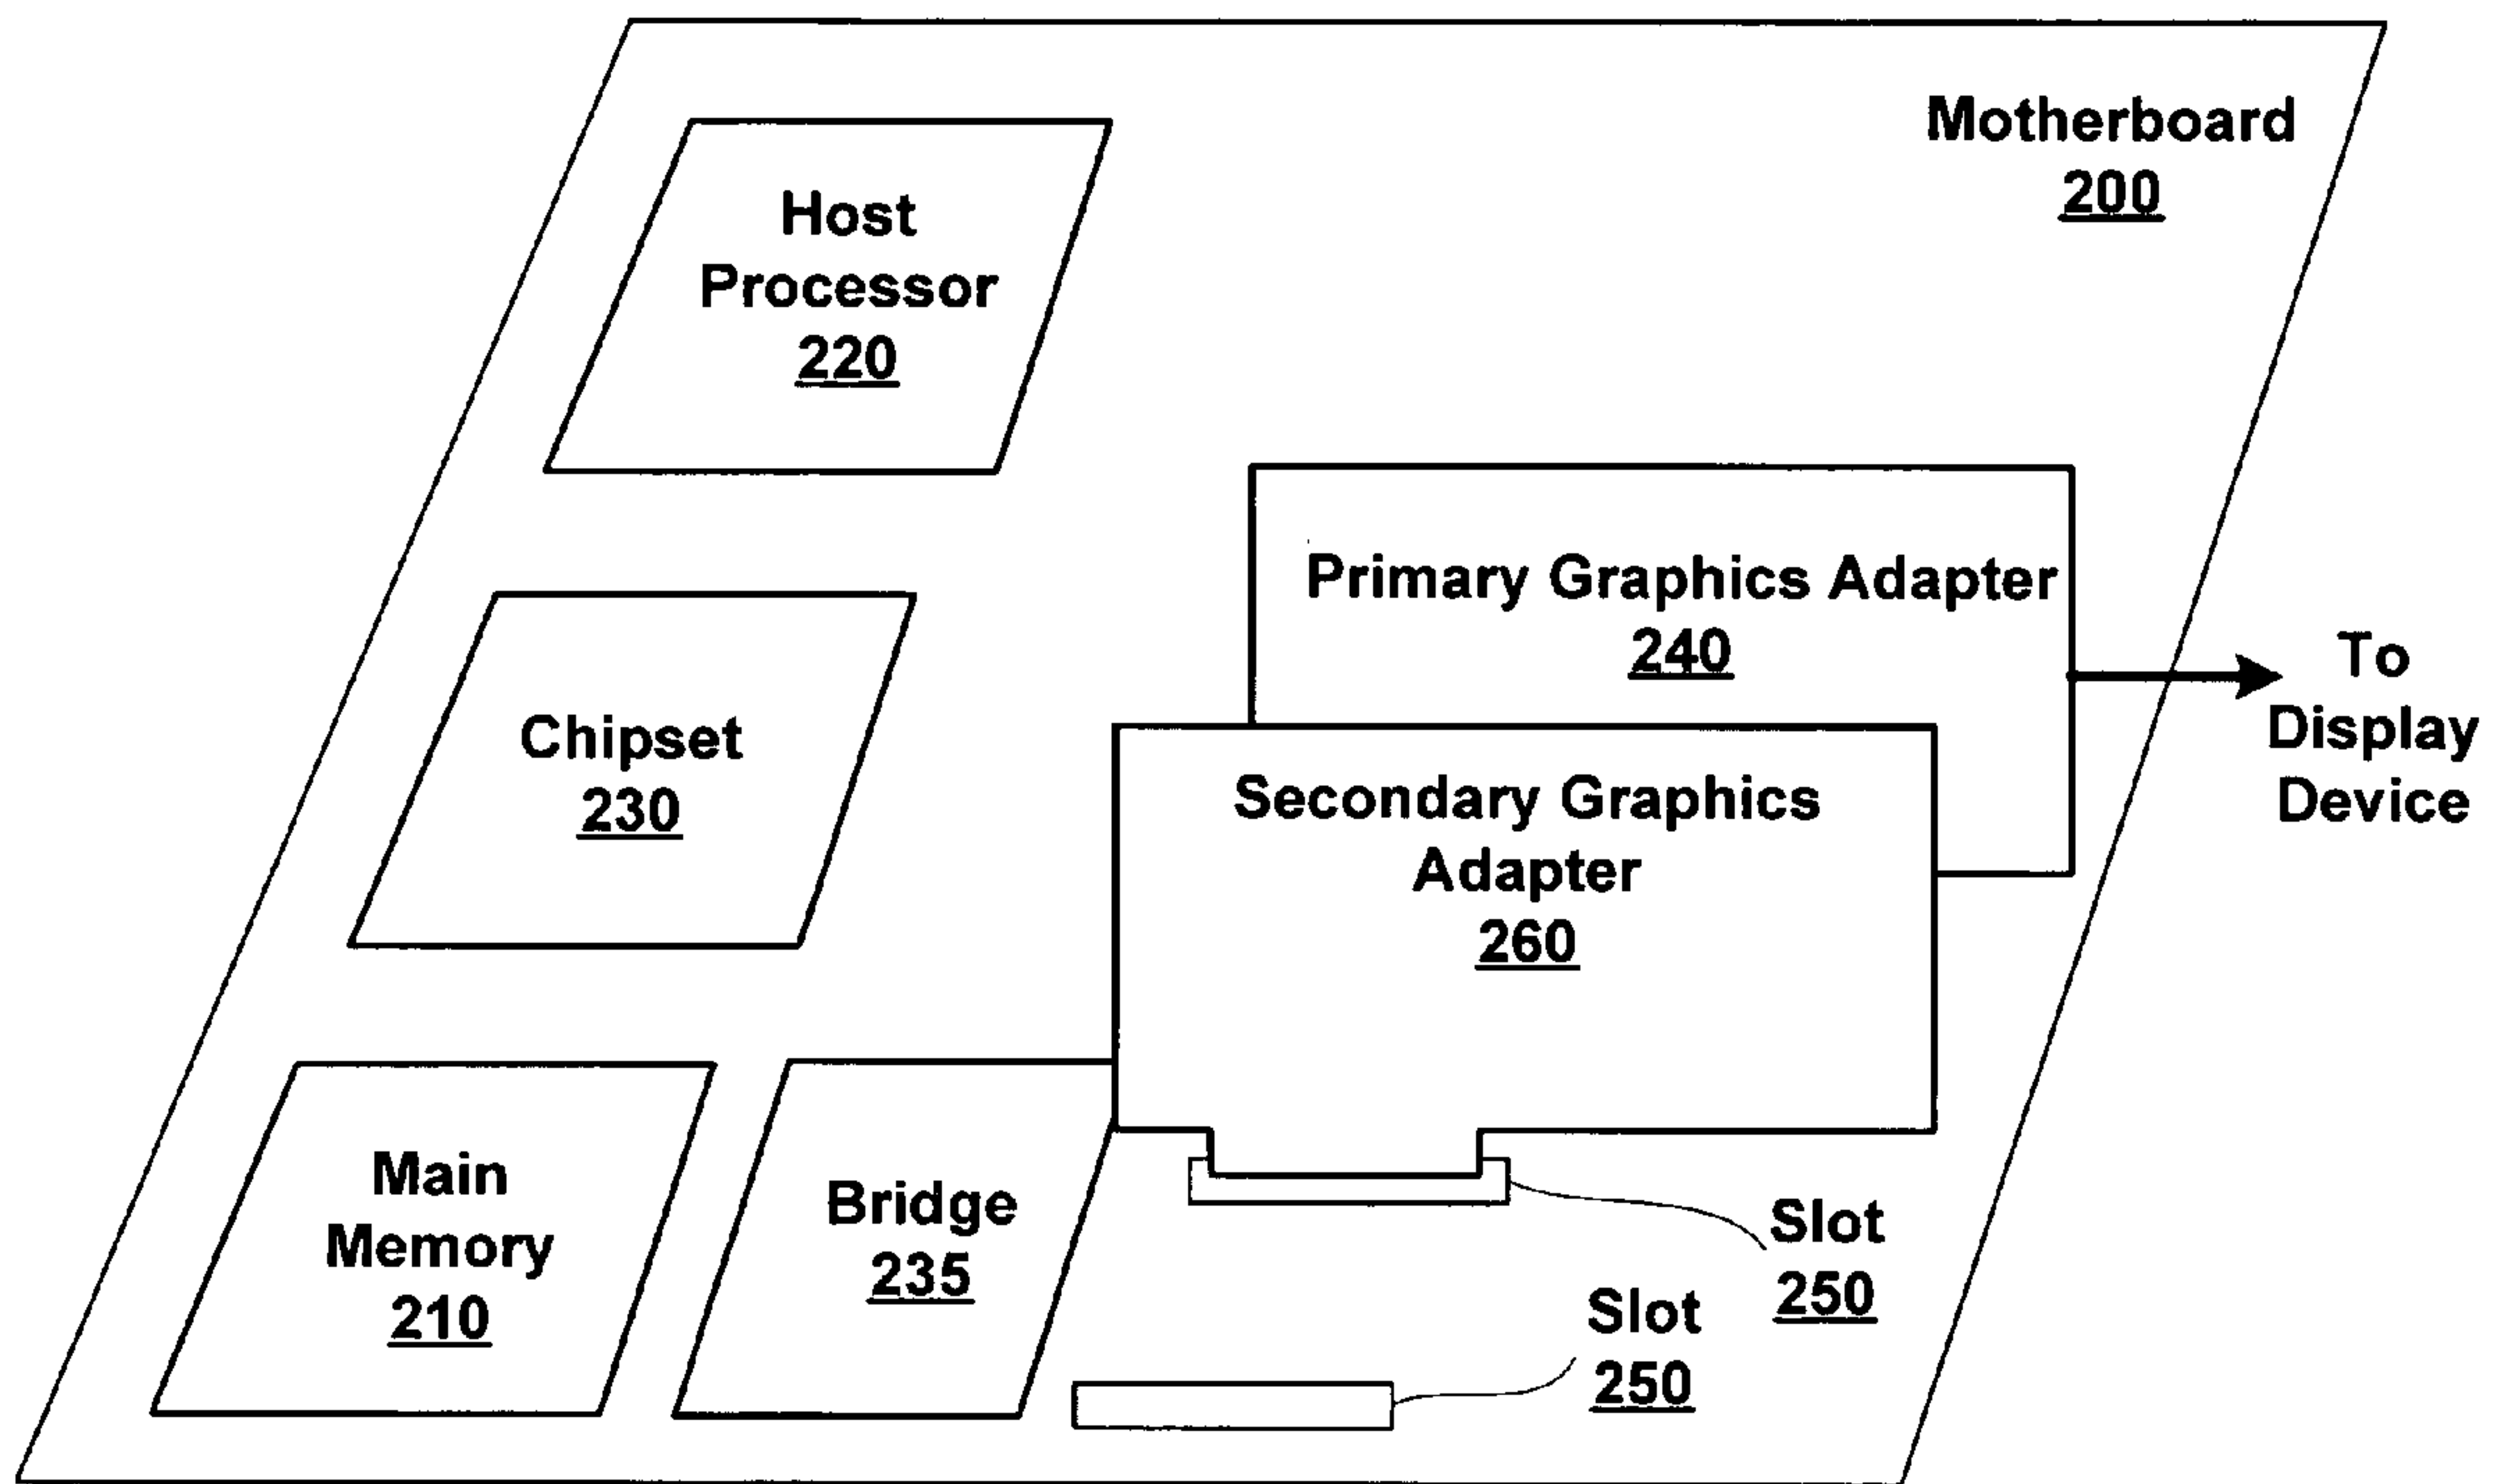 Motherboard
200
Host
Processor
220
Primary Graphics Adapter
240
To
Display
Device
Chipset
230
Secondary Graphics
Adapter
260
Main
Memory
210
Bridge
235
Slot
250
Slot
250